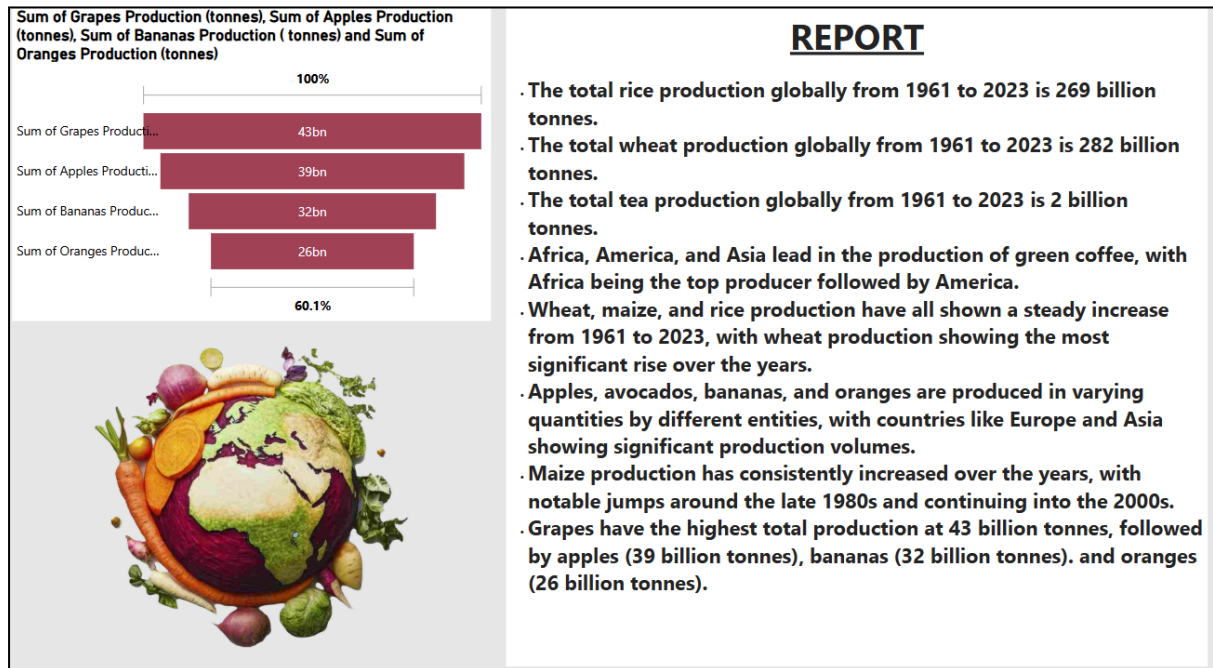 Sum of Grapes Production (tonnes), Sum of Apples Production
(tonnes), Sum of Bananas Production ( tonnes) and Sum of
Oranges Production (tonnes)
100%
Sum of Grapes Producti...
43bn
Sum of Apples Producti...
39bn
Sum of Bananas Produc...
32bn
Sum of Oranges Produc...
26bn
60.1%
REPORT
· The total rice production globally from 1961 to 2023 is 269 billion
tonnes.
· The total wheat production globally from 1961 to 2023 is 282 billion
tonnes.
· The total tea production globally from 1961 to 2023 is 2 billion
tonnes.
· Africa, America, and Asia lead in the production of green coffee, with
Africa being the top producer followed by America.
· Wheat, maize, and rice production have all shown a steady increase
from 1961 to 2023, with wheat production showing the most
significant rise over the years.
· Apples, avocados, bananas, and oranges are produced in varying
quantities by different entities, with countries like Europe and Asia
showing significant production volumes.
· Maize production has consistently increased over the years, with
notable jumps around the late 1980s and continuing into the 2000s.
· Grapes have the highest total production at 43 billion tonnes, followed
by apples (39 billion tonnes), bananas (32 billion tonnes). and oranges
(26 billion tonnes).